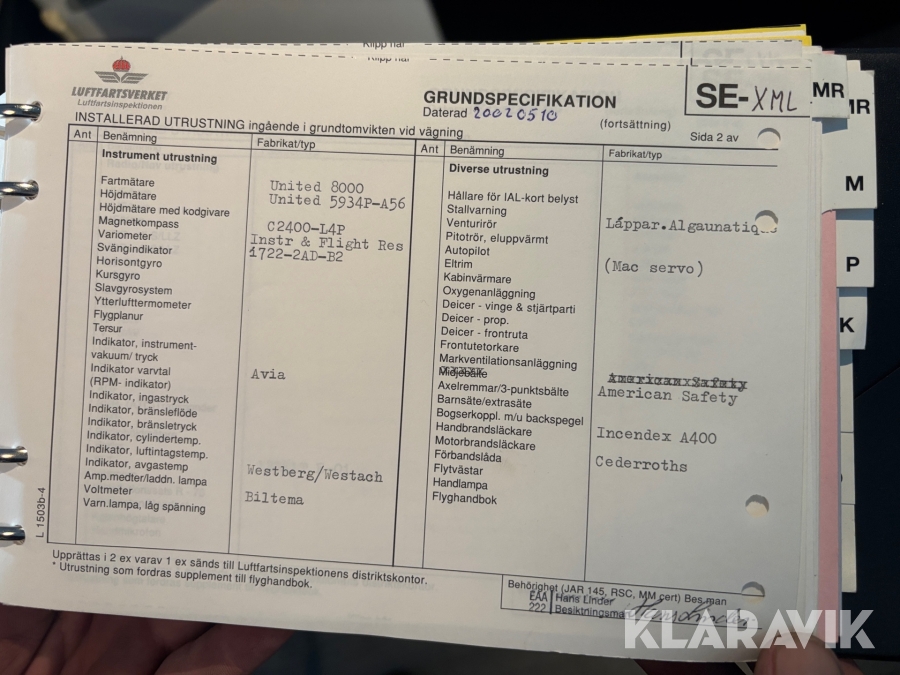 Klipp här
Klipp här
LUFTFARTSVERKET
Luftfartsinspektionen
GRUNDSPECIFIKATION
Daterad 20020510
(fortsättning)
SE-XML
MR
MR
M
P
K
INSTALLERAD UTRUSTNING ingående i grundtomvikten vid vägning
Sida 2 av
Ant Benämning Fabrikat/typ
Instrument utrustning
Fartmätare United 8000
Höjdmätare United 5934P-A56
Höjdmätare med kodgivare
Magnetkompass C2400-L4P
Variometer Instr & Flight Res
Svängindikator 1722-2AD-B2
Horisontgyro
Kursgyro
Slavgyrosystem
Ytterlufttermometer
Flygplanur
Tersur
Indikator, instrument-
vakuum/ tryck
Indikator varvtal Avia
(RPM- indikator)
Indikator, ingastryck
Indikator, bränsleflöde
Indikator, bränsletryck
Indikator, cylindertemp.
Indikator, luftintagstemp.
Indikator, avgastemp Westberg/Westach
Amp.medter/laddn. lampa
Voltmeter Biltema
Varn.lampa, låg spänning
Ant Benämning Fabrikat/typ
Diverse utrustning
Hållare för IAL-kort belyst
Stallvarning
Venturirör Läppar.Algaunatiq
Pitotrör, eluppvärmt
Autopilot
Eltrim (Mac servo)
Kabinvärmare
Oxygenanläggning
Deicer - vinge & stjärtparti
Deicer - prop.
Deicer - frontruta
Frontutetorkare
Markventilationsanläggning
Midjebälte American Safety
Axelremmar/3-punktsbälte American Safety
Barnsäte/extrasäte
Bogserkoppl. m/u backspegel
Handbrandsläckare Incendex A400
Motorbrandsläckare
Förbandslåda Cederroths
Flytvästar
Handlampa
Flyghandbok
L 1503b-4
Upprättas i 2 ex varav 1 ex sänds till Luftfartsinspektionens distriktskontor.
* Utrustning som fordras supplement till flyghandbok.
Behörighet (JAR 145, RSC, MM cert) Bes.man
EAA Hans Linder
222 Besiktningsman
KLARAVIK